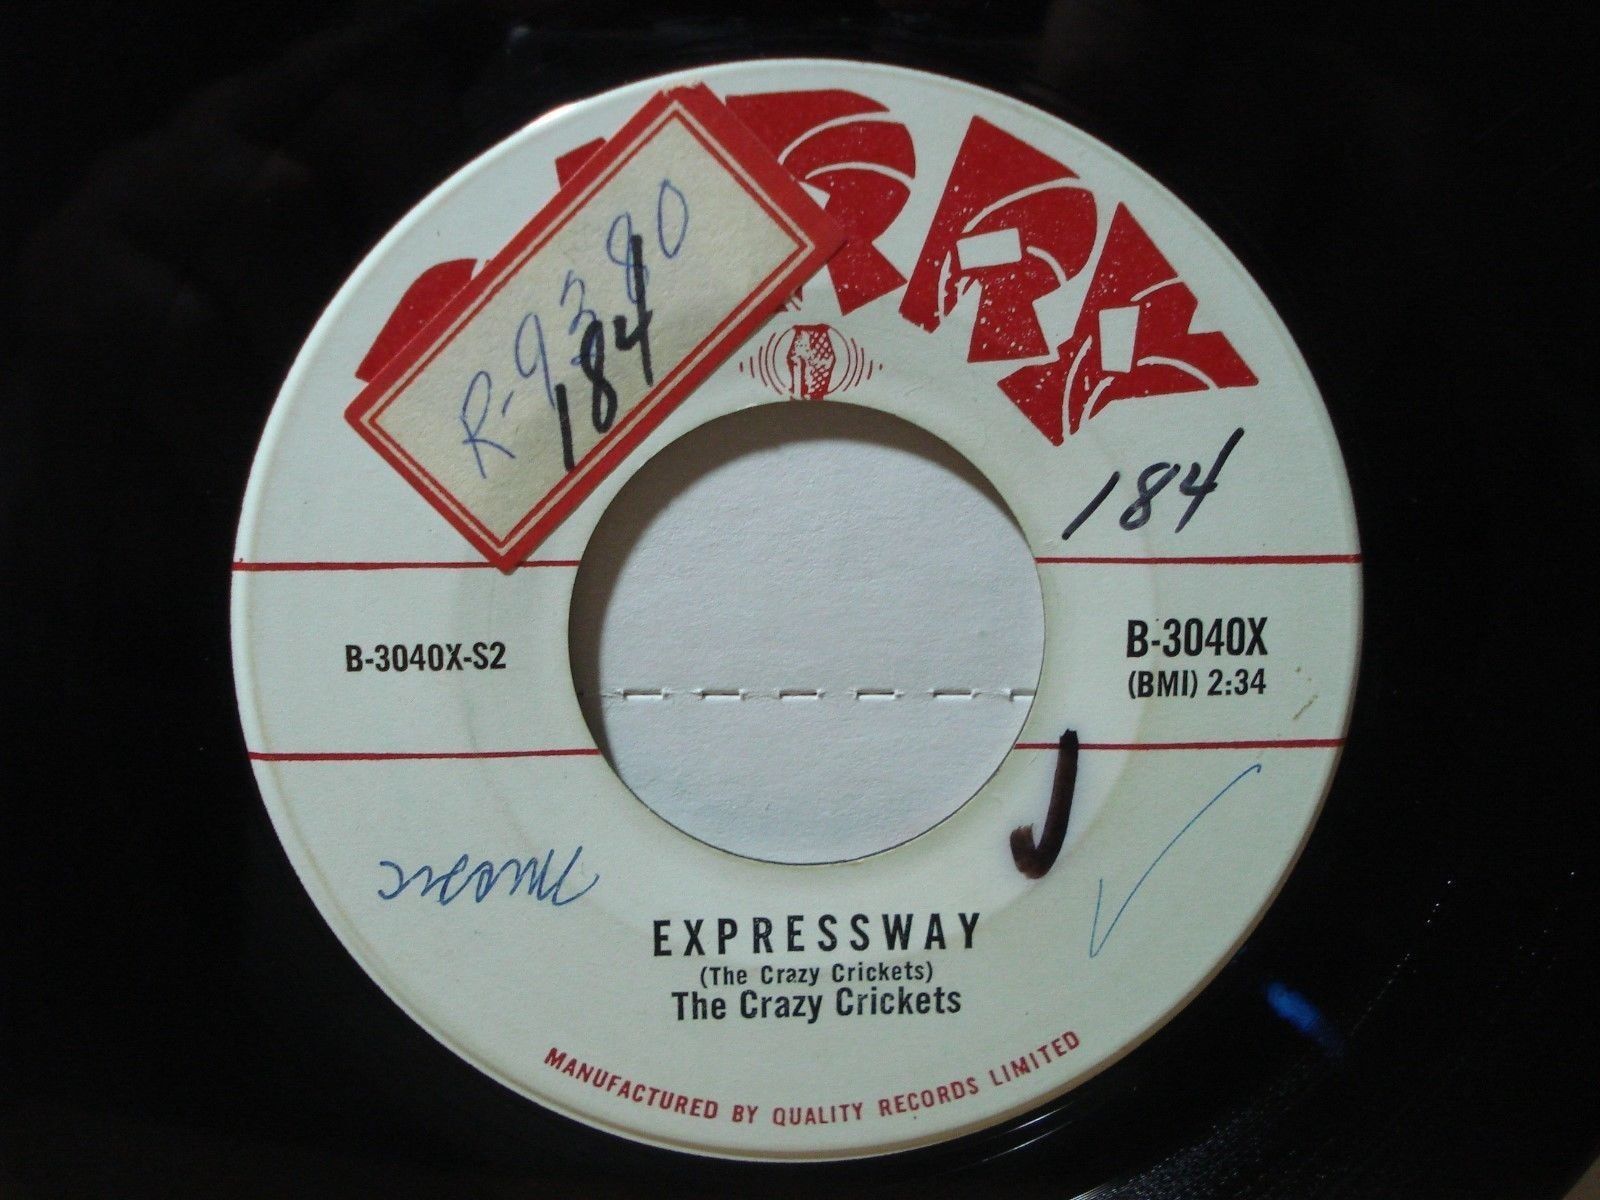 R-9380
184
184
B-3040X-S2
B-3040X
(BMI) 2:34
EXPRESSWAY
(The Crazy Crickets)
The Crazy Crickets
MANUFACTURED BY QUALITY RECORDS LIMITED